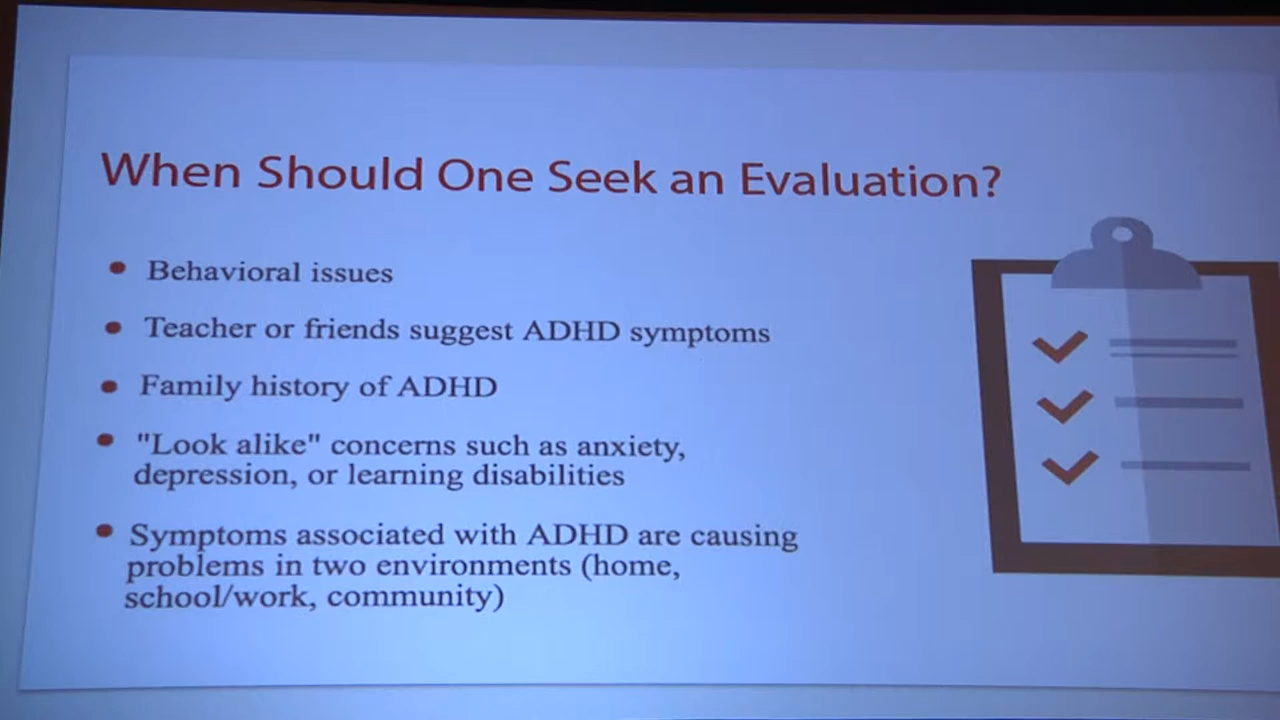 When Should One Seek an Evaluation?
Behavioral issues
Teacher or friends suggest ADHD symptoms
Family history of ADHD
"Look alike" concerns such as anxiety,
depression, or learning disabilities
Symptoms associated with ADHD are causing
problems in two environments (home,
school/work, community)